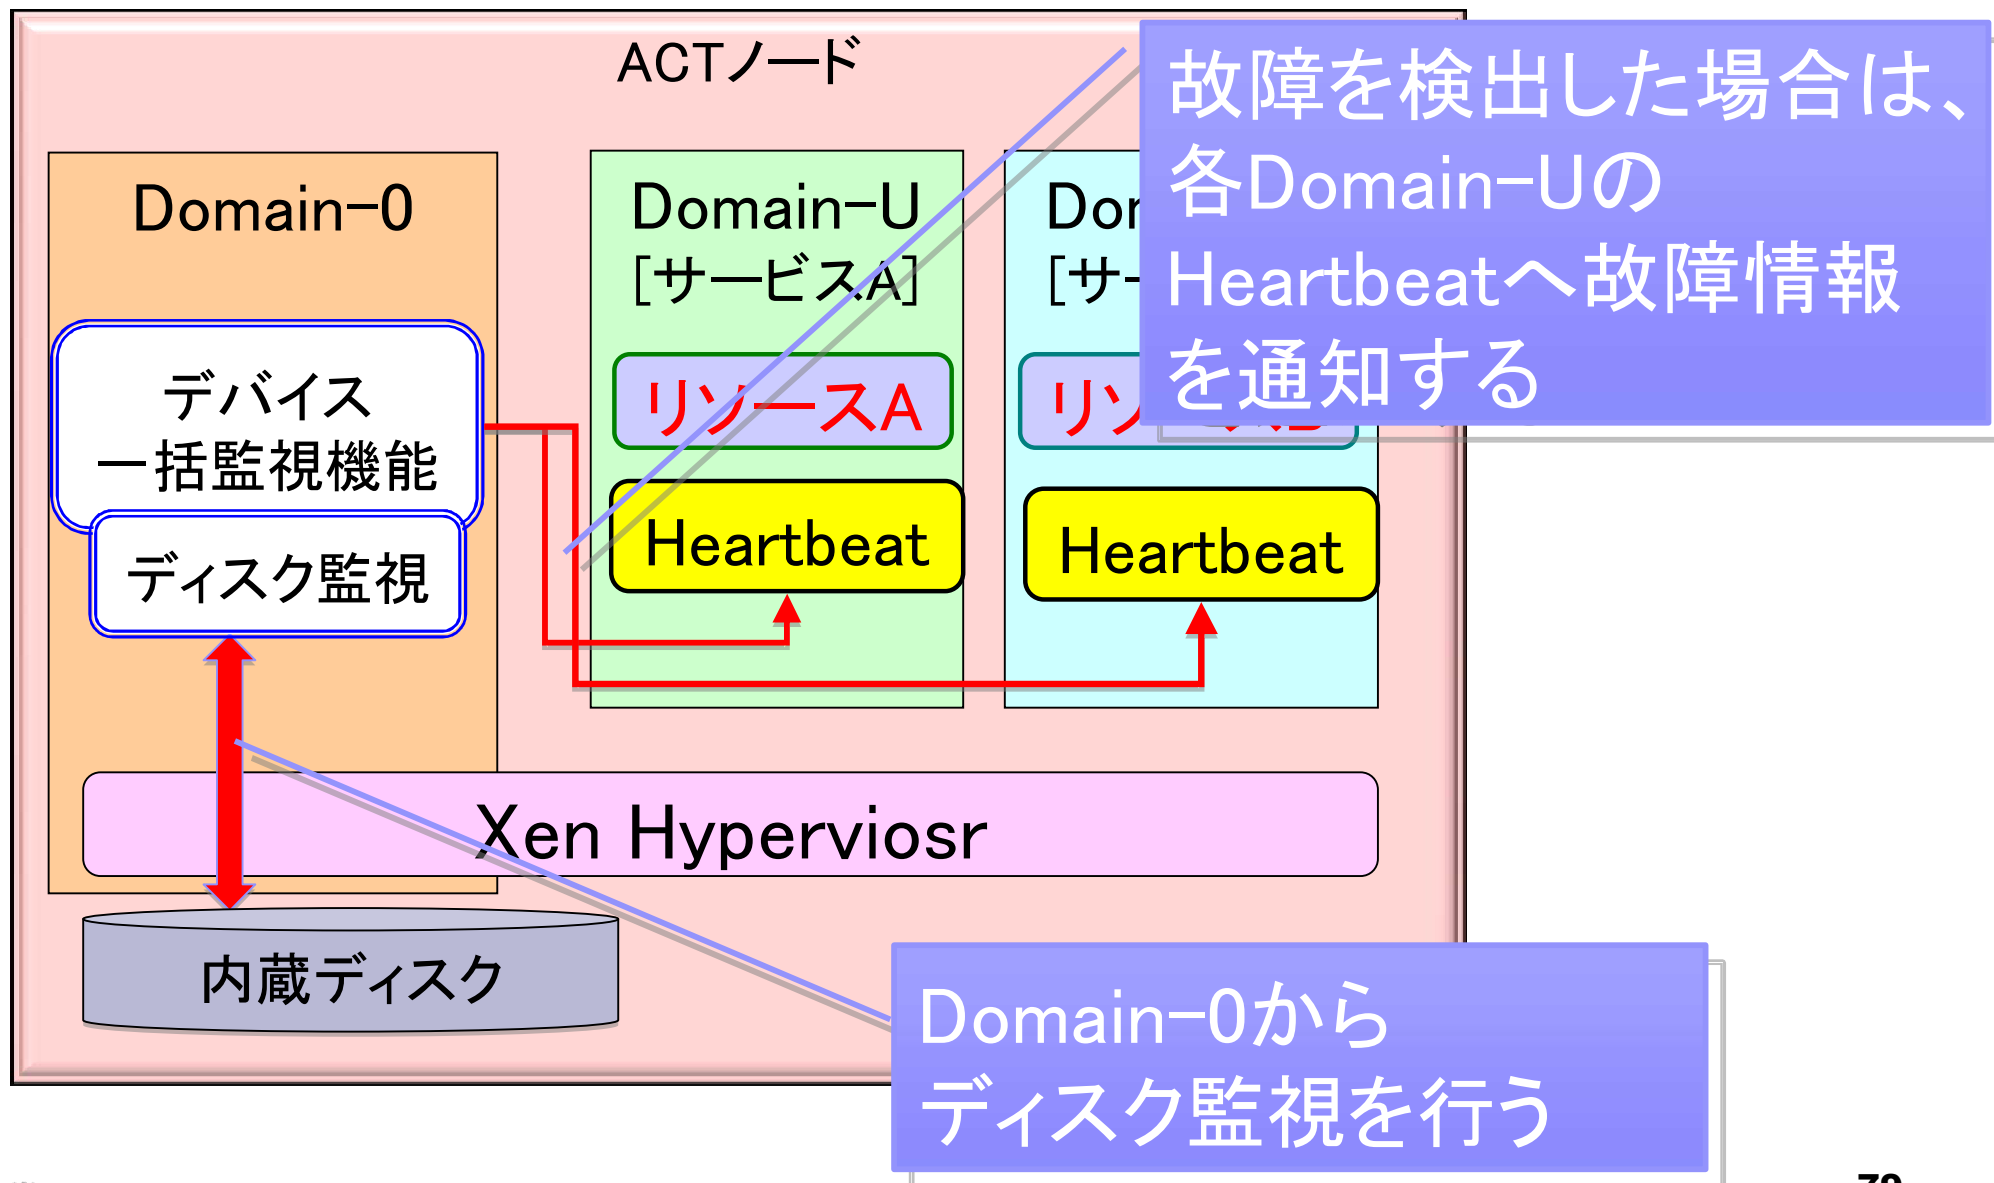 ACTノード
故障を検出した場合は、
各Domain-Uの
Heartbeatへ故障情報
を通知する
Domain-0
Domain-U
[サービスA]
リソースA
Heartbeat
Heartbeat
デバイス
一括監視機能
ディスク監視
Xen Hyperviosr
内蔵ディスク
Domain-0から
ディスク監視を行う